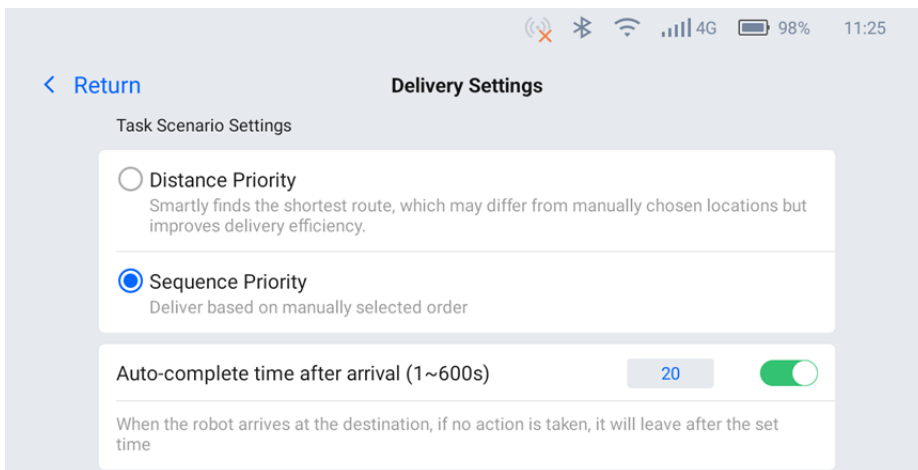 4G 98% 11:25
Return Delivery Settings
Task Scenario Settings
Distance Priority
Smartly finds the shortest route, which may differ from manually chosen locations but
improves delivery efficiency.
Sequence Priority
Deliver based on manually selected order
Auto-complete time after arrival (1~600s) 20
When the robot arrives at the destination, if no action is taken, it will leave after the set
time